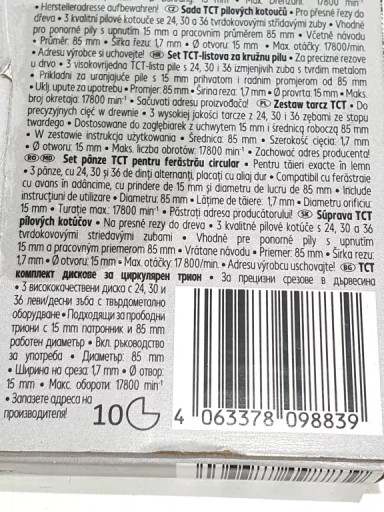 • Herstelleradresse aufbewahren! CZ Sada TCT pilových kotoučů • Pro přesné řezy do
dřeva • 3 kvalitní pilové kotouče se 24, 30 a 36 tvrdokovovými střídavými zuby • Vhodné
pro ponorné pily s upnutím 15 mm a pracovním průměrem 85 mm • Včetně návodu
• Průměr: 85 mm • Šírka řezu: 1,7 mm • Ø otvoru: 15 mm • Max. otáčky: 17800/min.
• Adresu výrobce si uschovejte! Set TCT-listova za kružnu pilu • Za precizne rezove
u drvo • 3 visokovrijedna TCT-lista pile s 24, 30 i 36 izmjenjivih zuba s tvrdim metalom
• Prikladni za uranjajuće pile s 15 mm prihvatom i radnim promjerom od 85 mm
• Uklj. upute za upotrebu • Promjer: 85 mm • Širina reza: 1,7 mm • Ø provrta: 15 mm • Maks.
broj okretaja: 17800 min⁻¹ • Sačuvati adresu proizvođača! PL Zestaw tarcz TCT • Do
precyzyjnych cięć w drewnie • 3 wysokiej jakości tarcze z 24, 30 i 36 zębami ze stopu
twardego • Dostosowane do zagłębiarek z uchwytem 15 mm i średnicą roboczą 85 mm
• W zestawie instrukcja użytkowania • Średnica: 85 mm • Szerokość cięcia: 1,7 mm
• Ø otworu: 15 mm • Maks. liczba obrotów: 17800 min⁻¹ • Zachować adres producenta!
RO MD Set pânze TCT pentru ferăstrău circular • Pentru tăieri exacte în lemn
• 3 pânze, cu 24, 30 și 36 de dinți alternanți, placați cu aliaj dur • Compatibil cu ferăstraie
cu avans în adâncime, cu prindere de 15 mm și diametru de lucru de 85 mm • Include
instrucțiuni de utilizare • Diametru: 85 mm • Lățime de tăiere: 1,7 mm • Diametru orificiu:
15 mm • Turație max.: 17800 min⁻¹ • Păstrați adresa producătorului! SK Súprava TCT
pílových kotúčov • Na presné rezy do dreva • 3 kvalitné pílové kotúče s 24, 30 a 36
tvrdokovovými striedavými zubami • Vhodné pre ponorné píly s upnutím
15 mm a pracovným priemerom 85 mm • Vrátane návodu • Priemer: 85 mm • Šírka rezu:
1,7 mm • Ø otvoru: 15 mm • Max. otáčky: 17 800/min. • Adresu výrobcu uschovajte! BG TCT
комплект дискове за циркулярен трион • За прецизни срезове в дървесина
• 3 висококачествени диска с 24, 30 и
36 леви/десни зъба с твърдометално
оборудване • Подходящи за прободни
триони с 15 mm патронник и 85 mm
работен диаметър • Вкл. ръководство
за употреба • Диаметър: 85 mm
• Ширина на среза: 1,7 mm • Ø отвор:
15 mm • Макс. обороти: 17800 min⁻¹
• Запазете адреса на
производителя!
10
4 063378 098839